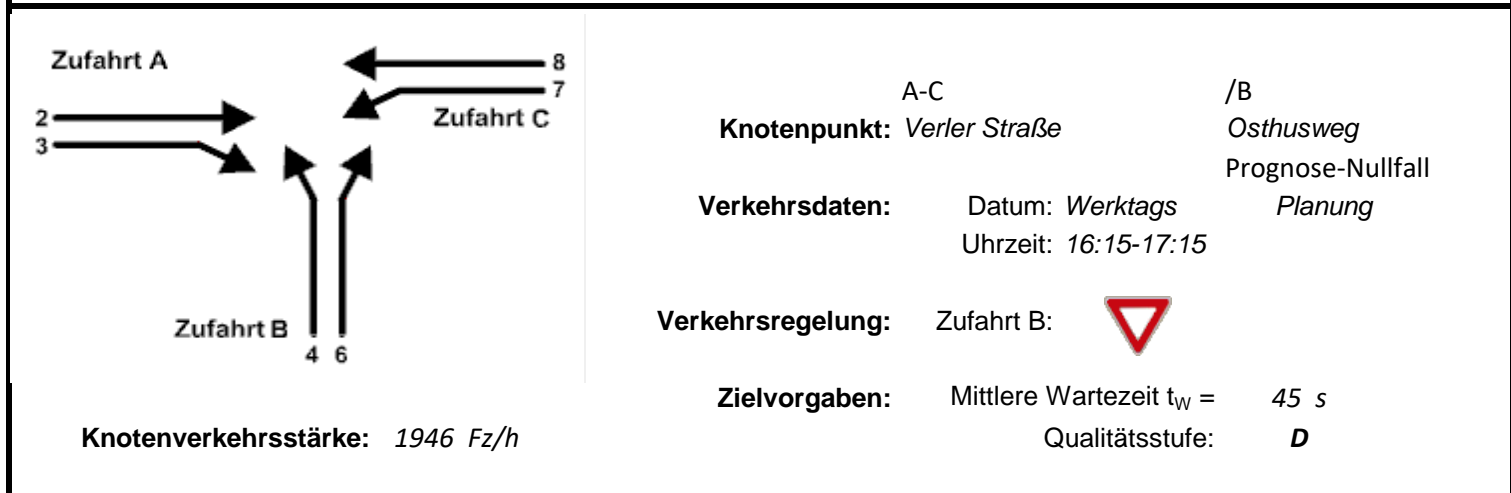 Zufahrt A
8
7
2
3
Zufahrt C
Zufahrt B
4 6
Knotenverkehrsstärke: 1946 Fz/h
A-C /B
Knotenpunkt: Verler Straße Osthusweg
Prognose-Nullfall
Verkehrsdaten: Datum: Werktags Planung
Uhrzeit: 16:15-17:15
Verkehrsregelung: Zufahrt B:
Zielvorgaben: Mittlere Wartezeit tW = 45 s
Qualitätsstufe: D